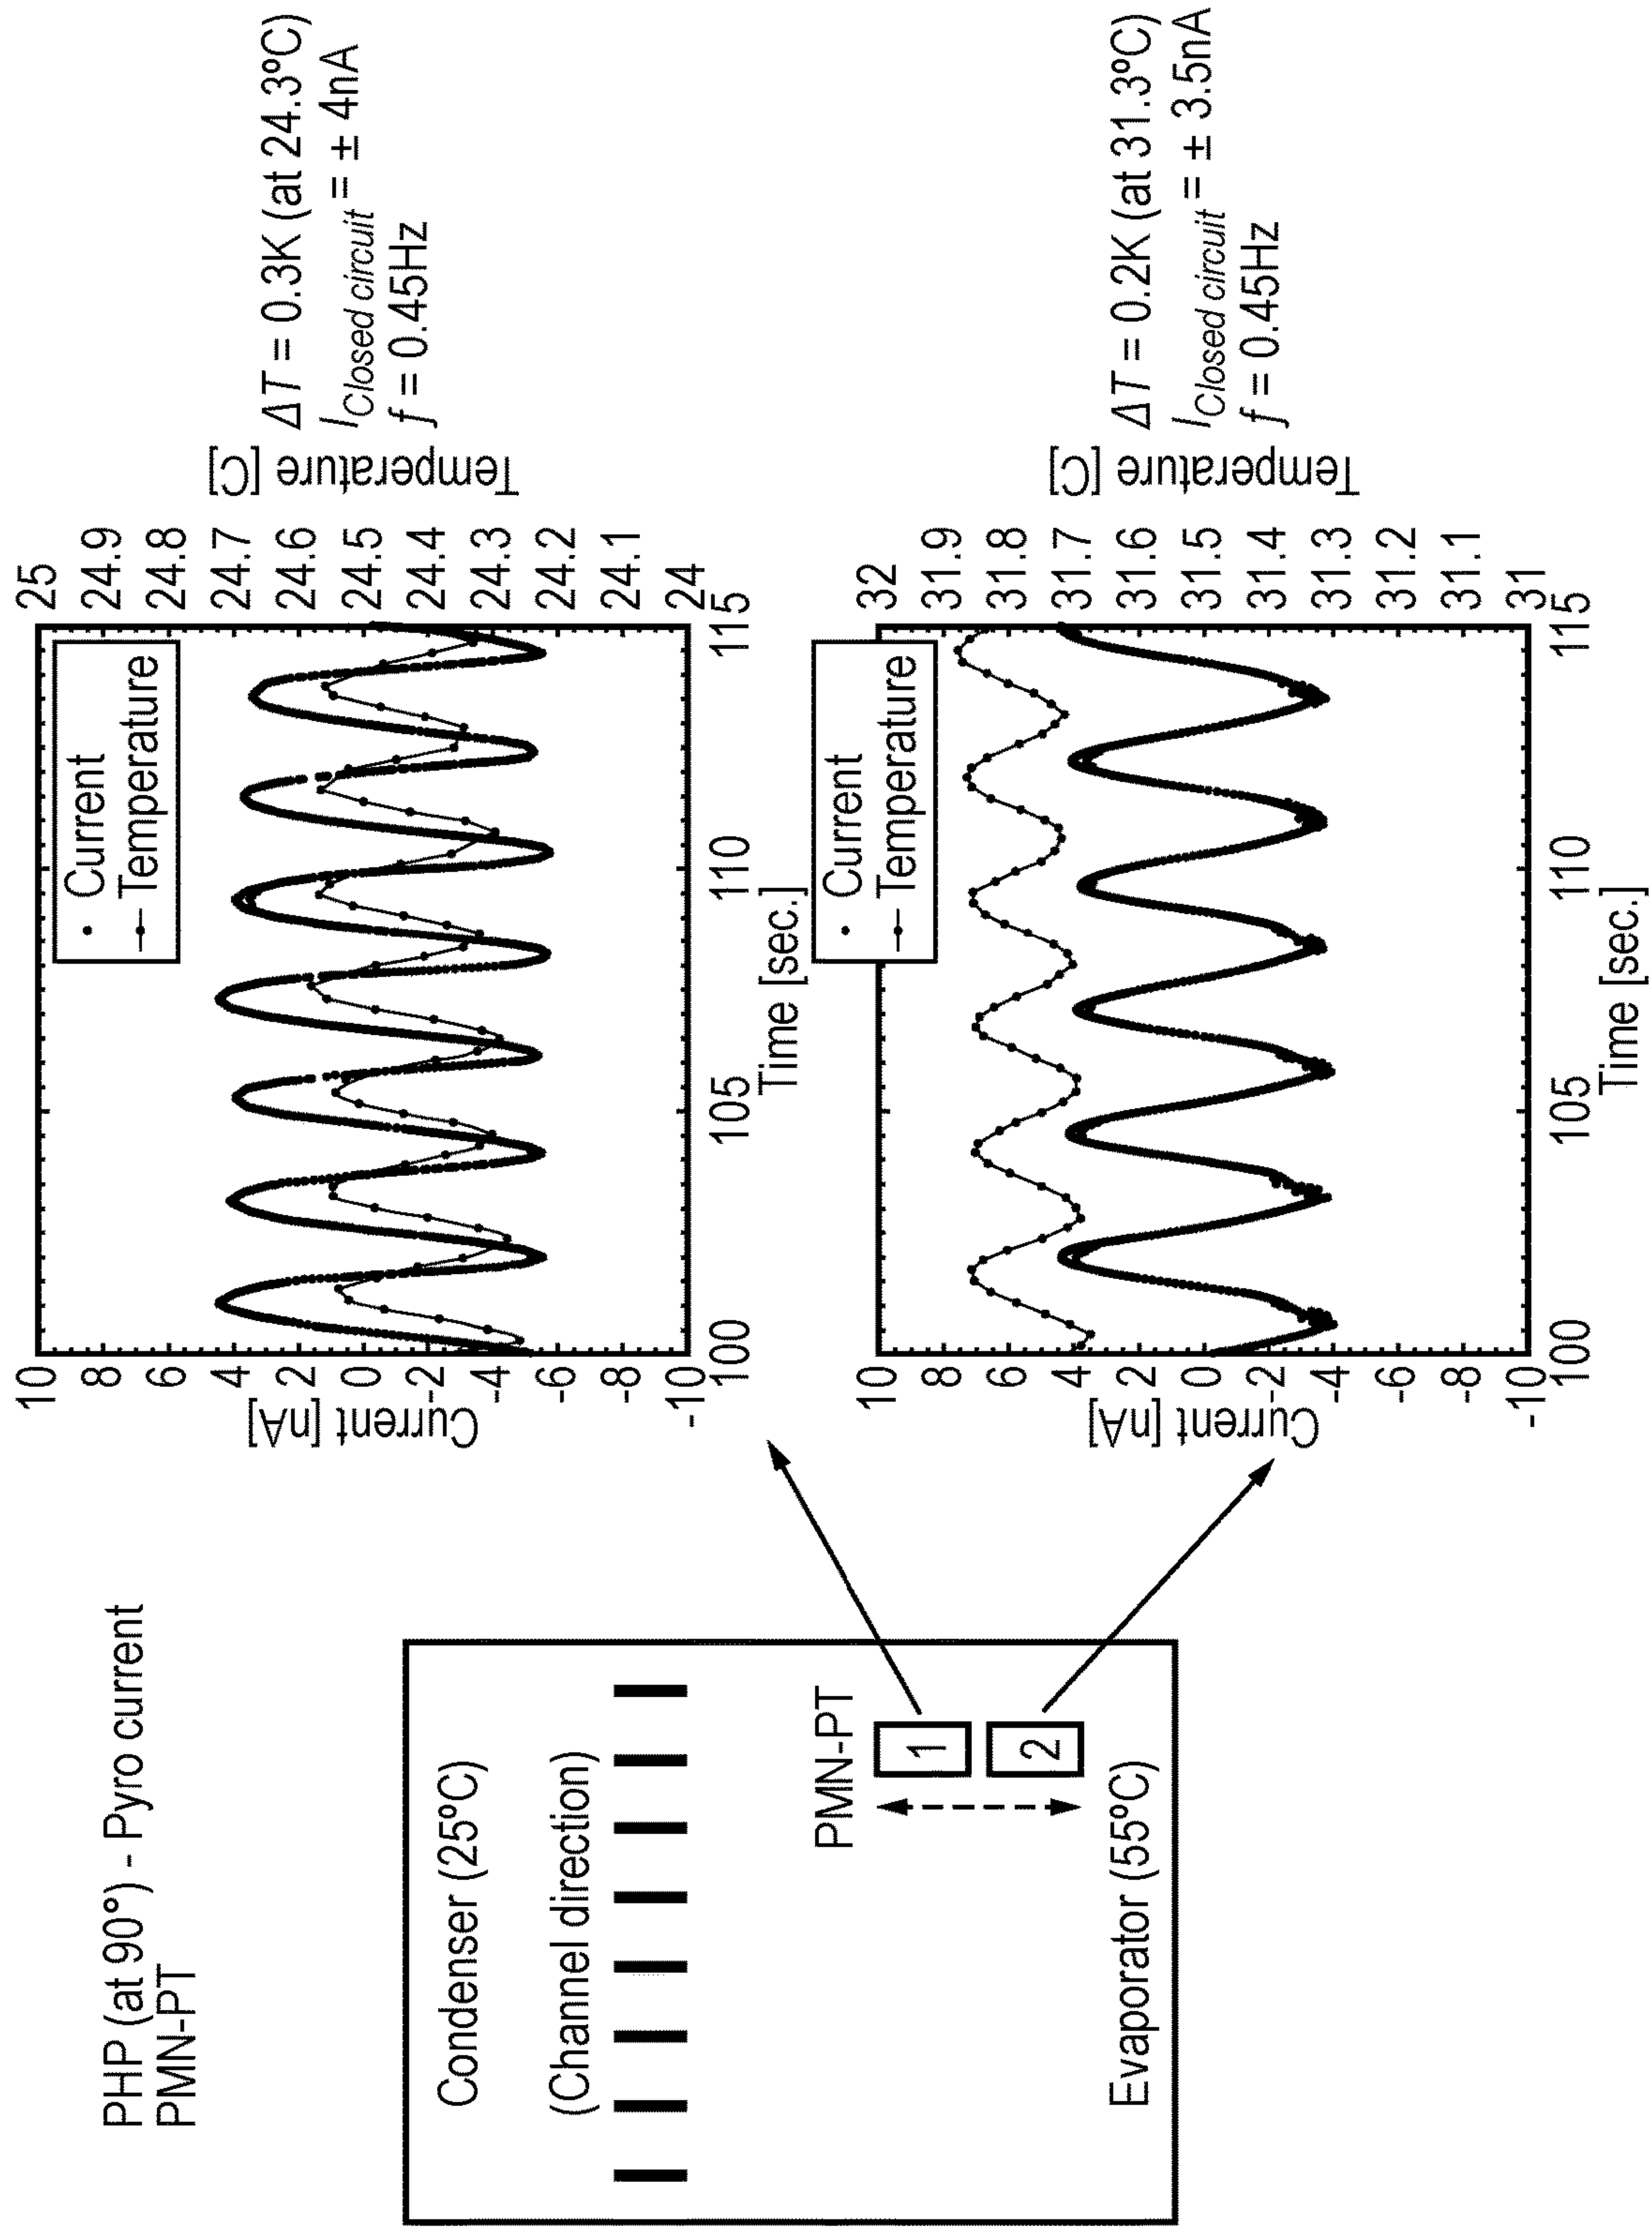 PHP (at 90°) - Pyro current
PMN-PT
Condenser (25ºC)
(Channel direction)
PMN-PT
1
2
Evaporator (55ºC)
Current [nA]
10
8
6
4
2
0
-2
-4
-6
-8
-10
Current
Temperature
25
24.9
24.8
24.7
24.6
24.5
24.4
24.3
24.2
24.1
24
Temperature [C]
100
105
110
115
Time [sec.]
ΔT = 0.3K (at 24.3ºC)
IClosed circuit = ± 4nA
f = 0.45Hz
Current [nA]
10
8
6
4
2
0
-2
-4
-6
-8
-10
Current
Temperature
32
31.9
31.8
31.7
31.6
31.5
31.4
31.3
31.2
31.1
31
Temperature [C]
100
105
110
115
Time [sec.]
ΔT = 0.2K (at 31.3ºC)
IClosed circuit = ± 3.5nA
f = 0.45Hz